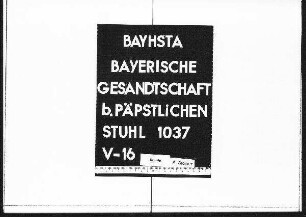 BAYHSTA
BAYERISCHE
GESANDTSCHAFT
b. PÄPSTLICHEN
STUHL 1037
V-16